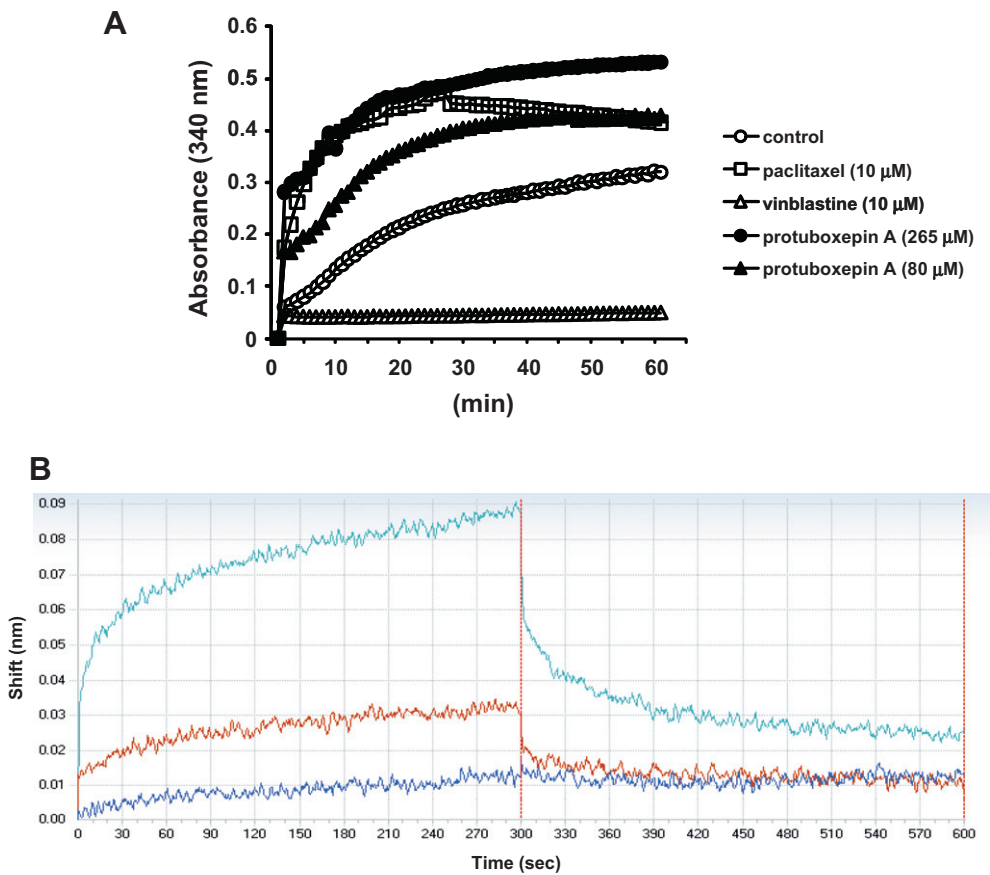 A
Absorbance (340 nm)
0.6
0.5
0.4
0.3
0.2
0.1
0
0 10 20 30 40 50 60
(min)
control
paclitaxel (10 μM)
vinblastine (10 μM)
protuboxepin A (265 μM)
protuboxepin A (80 μM)
B
Shift (nm)
0.09
0.08
0.07
0.06
0.05
0.04
0.03
0.02
0.01
0.00
0 30 60 90 120 150 180 210 240 270 300 330 360 390 420 450 480 510 540 570 600
Time (sec)